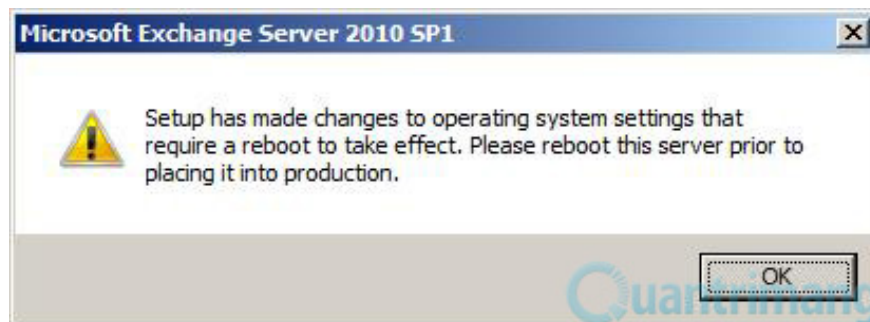 Microsoft Exchange Server 2010 SP1
Setup has made changes to operating system settings that
require a reboot to take effect. Please reboot this server prior to
placing it into production.
OK
Quantrimang